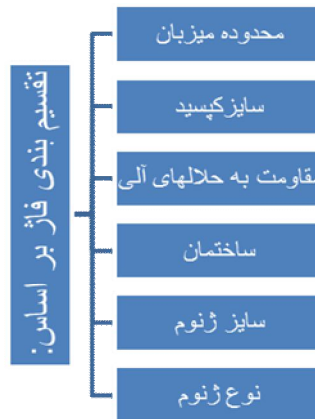 تقسیم بندی فاژ بر اساس:
محدوده میزبان
سایزکپسید
مقاومت به حلالهای آلی
ساختمان
سایز ژنوم
نوع ژنوم